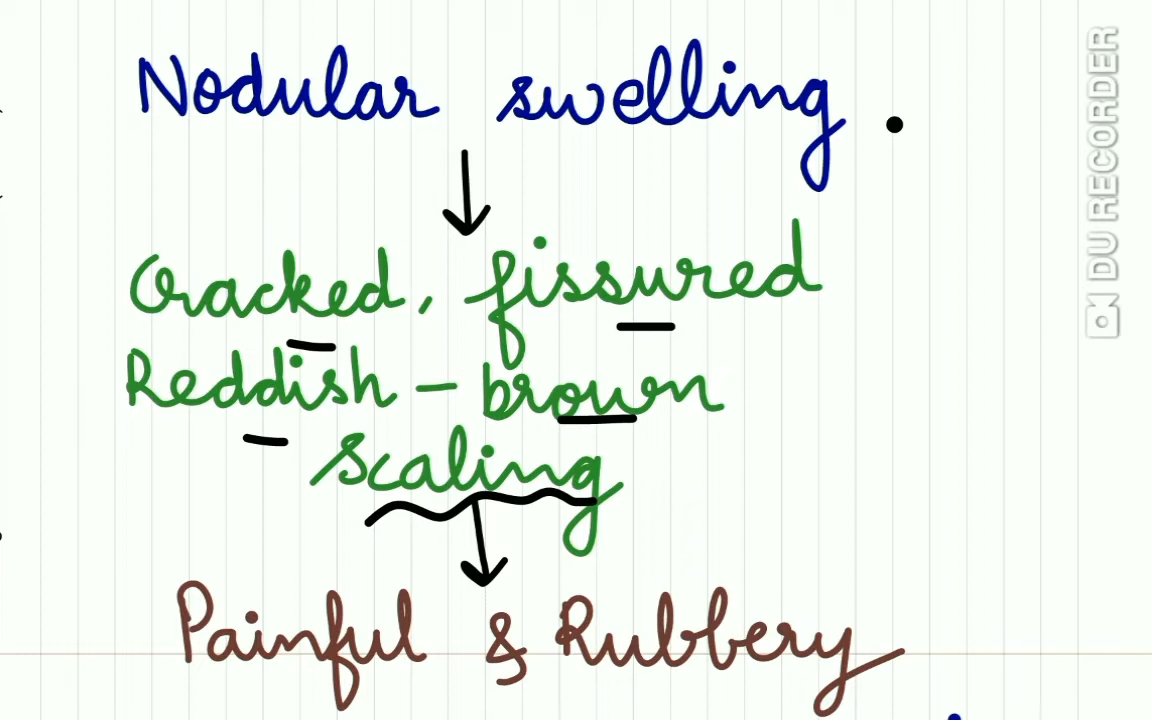 Nodular swelling.
Cracked, fissured
Reddish - brown
scaling
Painful & Rubbery
DU RECORDER